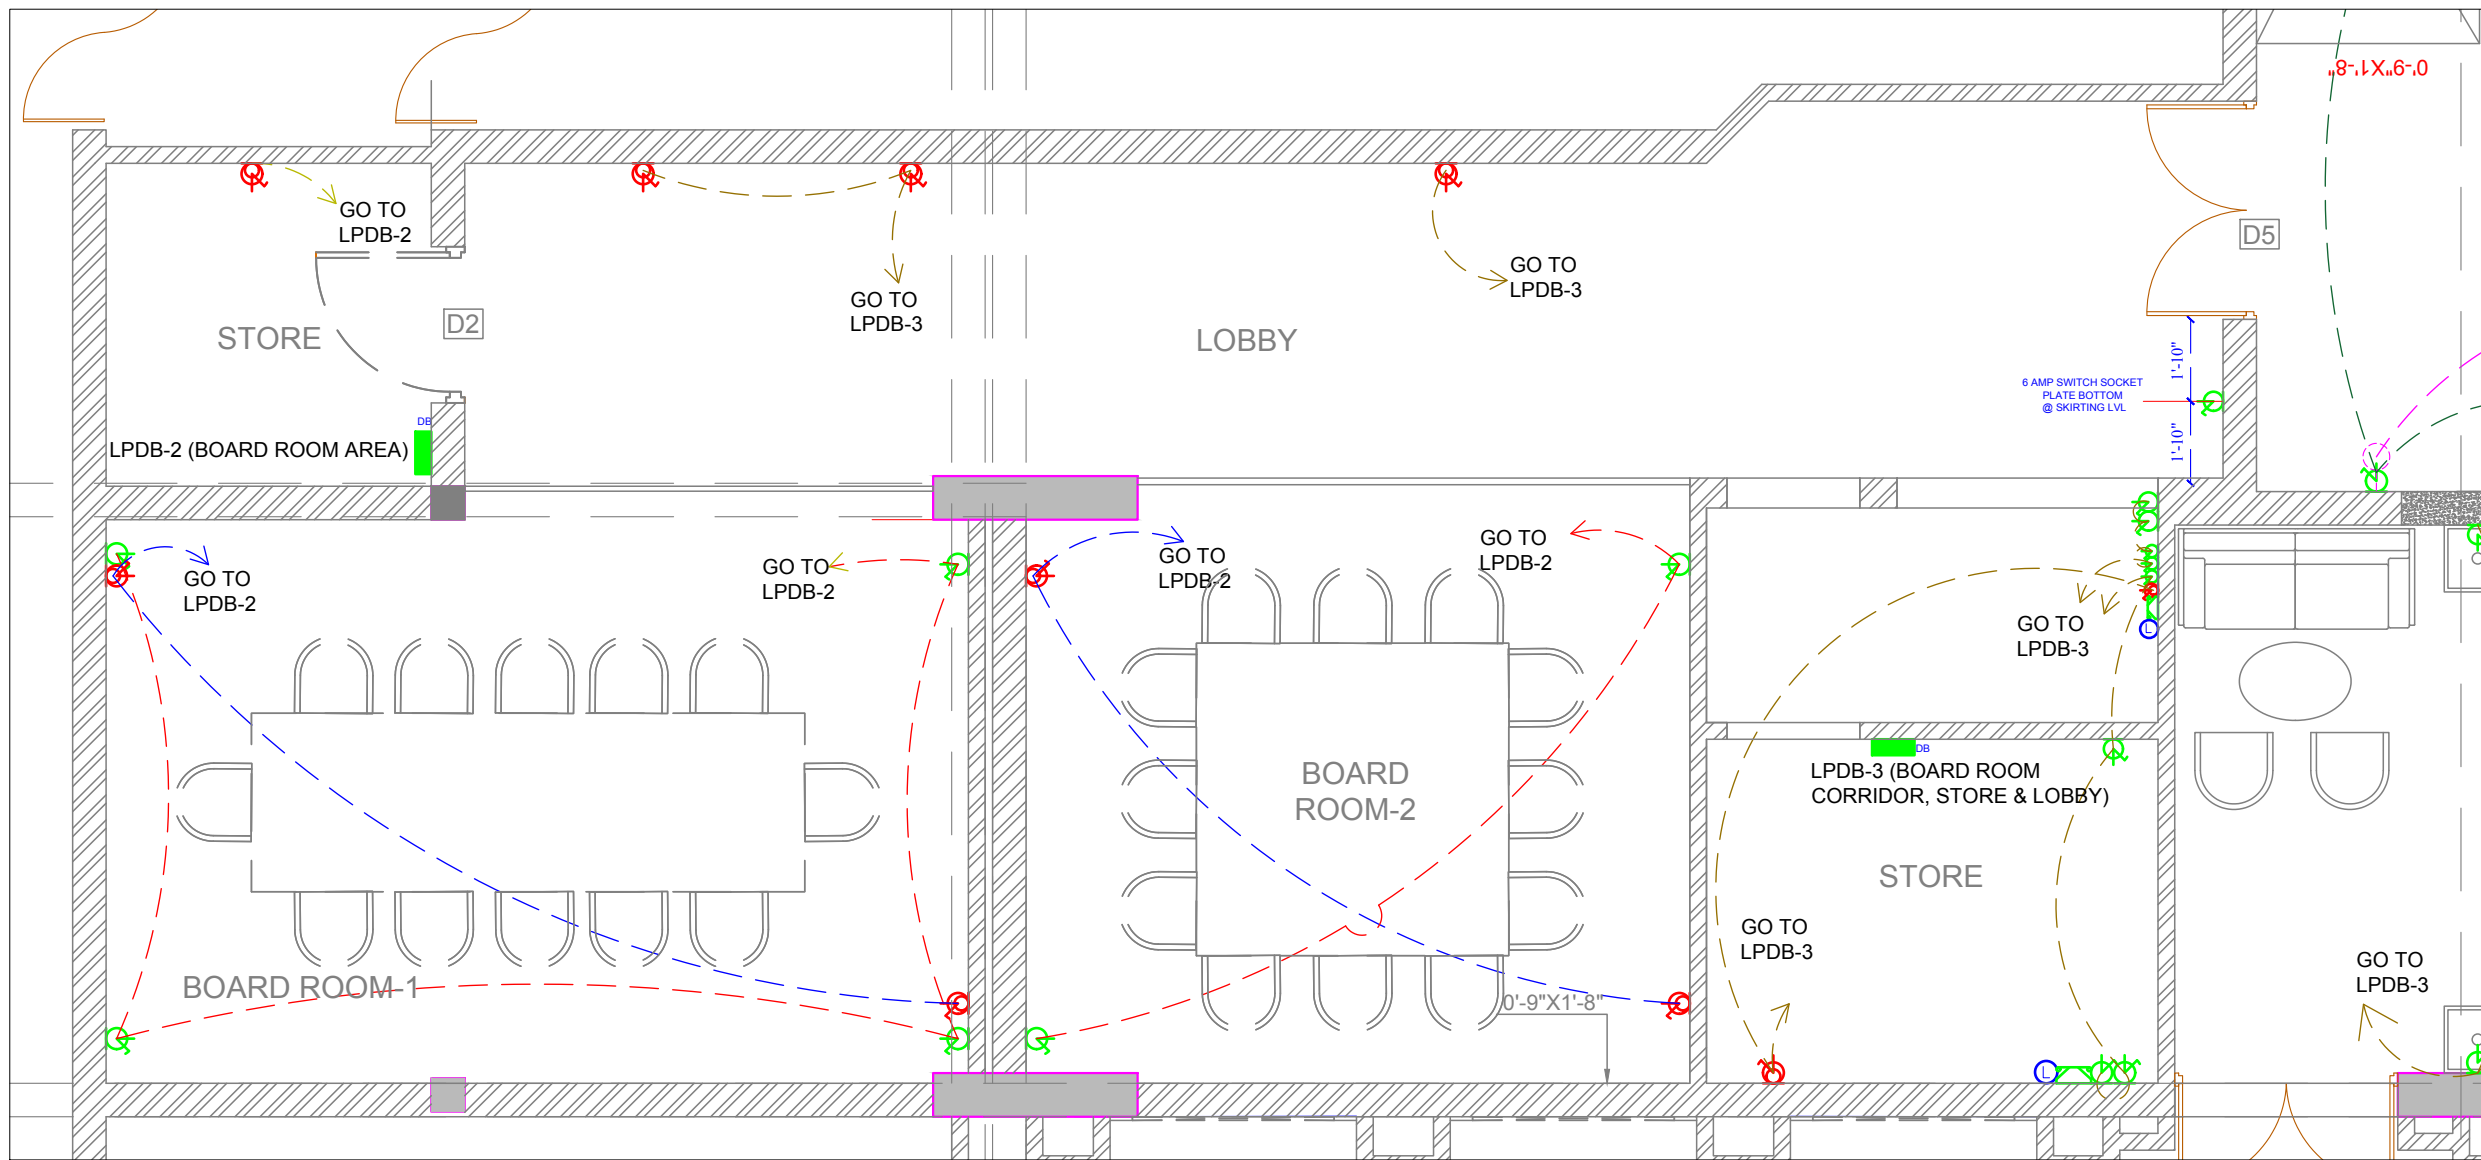 0'-9"X1'-8"
GO TO
LPDB-2
D5
GO TO
LPDB-3
GO TO
LPDB-3
STORE
D2
LOBBY
1'-10"
6 AMP SWITCH SOCKET
PLATE BOTTOM
@ SKIRTING LVL
1'-10"
DB
LPDB-2 (BOARD ROOM AREA)
GO TO
LPDB-2
GO TO
LPDB-2
GO TO
LPDB-2
GO TO
LPDB-2
GO TO
LPDB-3
L
DB
LPDB-3 (BOARD ROOM
CORRIDOR, STORE & LOBBY)
BOARD
ROOM-2
STORE
GO TO
LPDB-3
GO TO
LPDB-3
BOARD ROOM-1
0'-9"X1'-8"
L